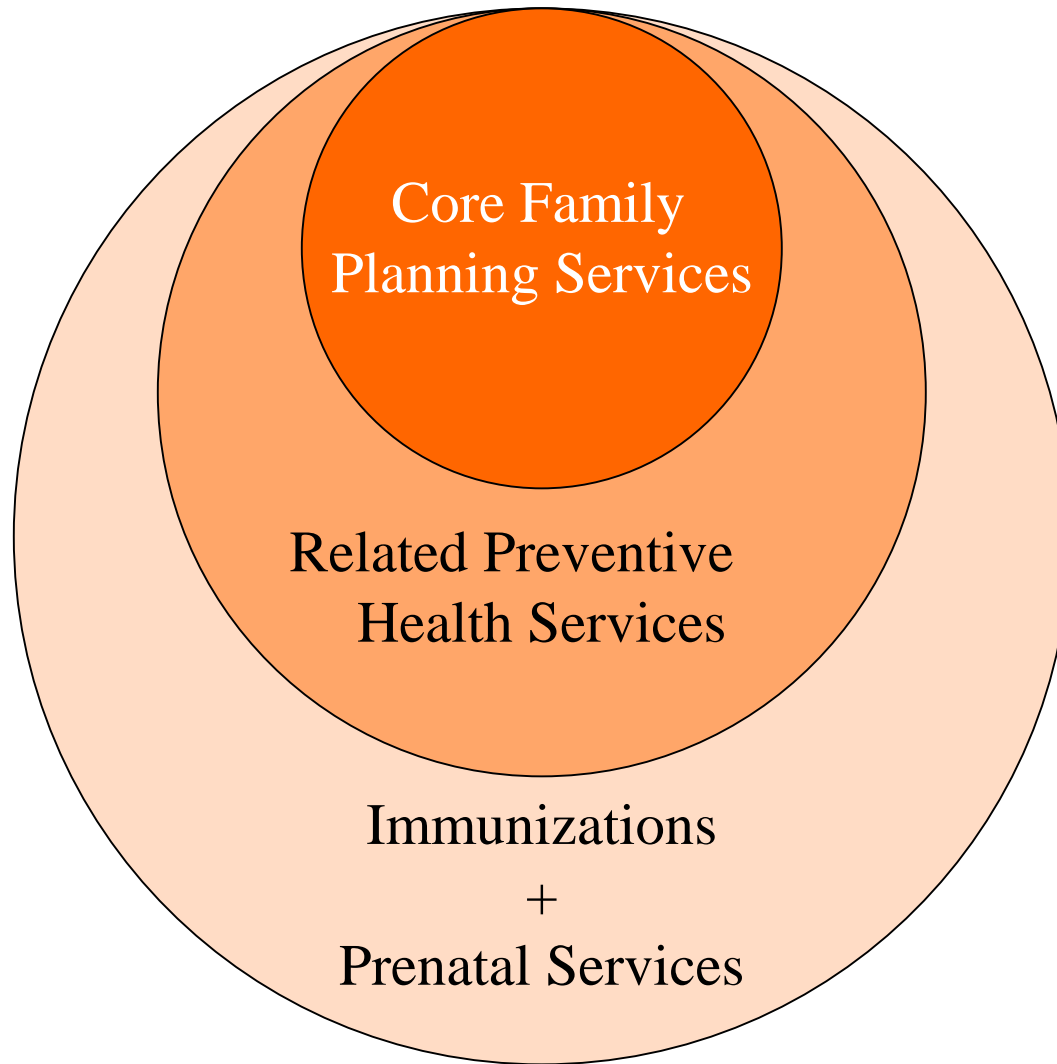 Core Family
Planning Services
Related Preventive
Health Services
Immunizations
+
Prenatal Services